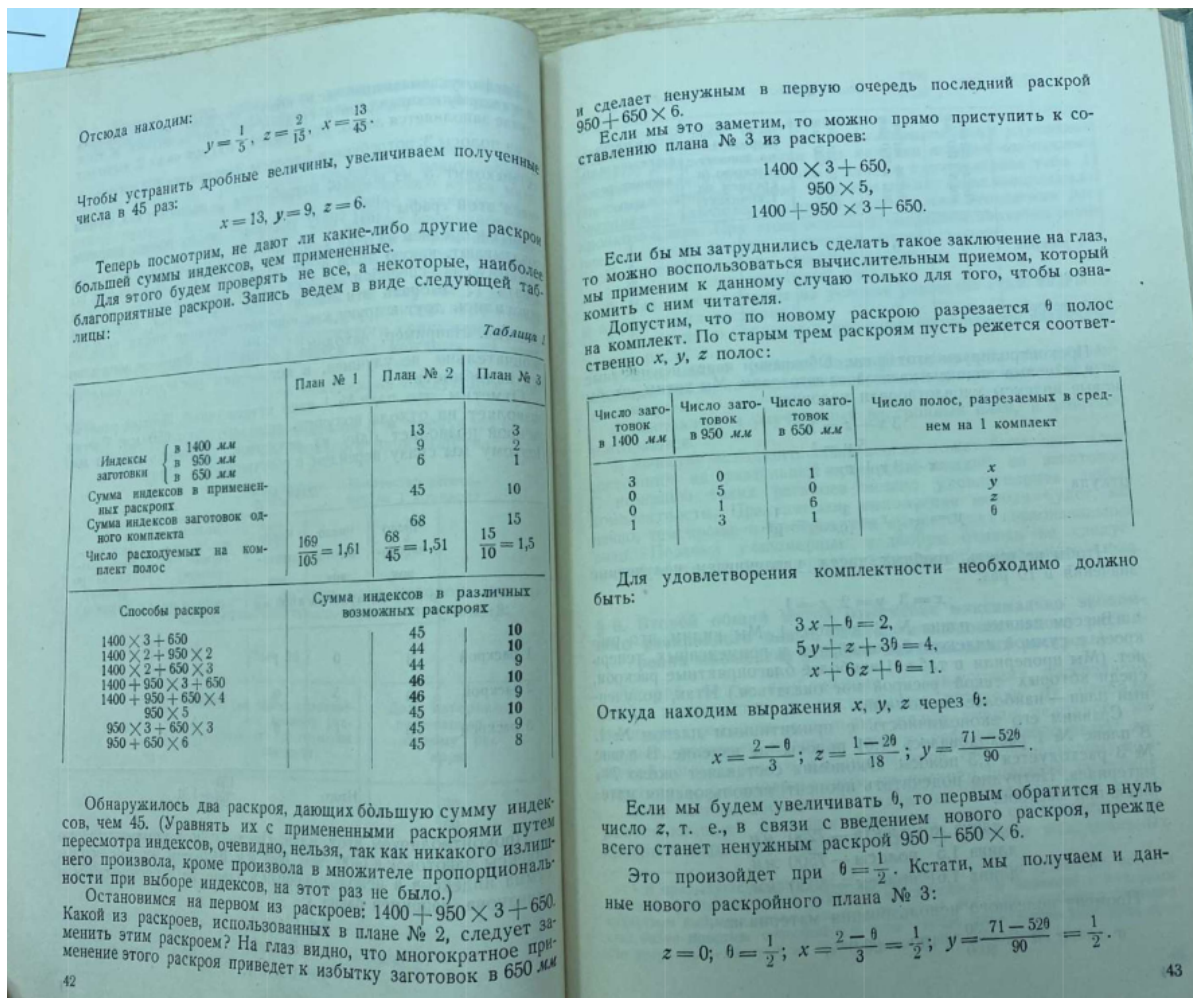 Отсюда находим:
y = 1/5, z = 2/15, x = 13/45.
Чтобы устранить дробные величины, увеличиваем полученные
числа в 45 раз:
x = 13, y = 9, z = 6.
Теперь посмотрим, не дают ли какие-либо другие раскрои
большей суммы индексов, чем примененные.
Для этого будем проверять не все, а некоторые, наиболее
благоприятные раскрои. Запись ведем в виде следующей таб-
лицы:
Таблица
План № 1 План № 2 План № 3
Индексы заготовки
в 1400 мм 13 3
в 950 мм 9 2
в 650 мм 6 1
Сумма индексов в применен-
ных раскроях 45 10
Сумма индексов заготовок од-
ного комплекта 68 15
Число расходуемых на ком-
плект полос 169/105 = 1,61 68/45 = 1,51 15/10 = 1,5
Способы раскроя
Сумма индексов в различных
возможных раскроях
1400 × 3 + 650 45 10
1400 × 2 + 950 × 2 44 10
1400 × 2 + 650 × 3 44 9
1400 + 950 × 3 + 650 46 10
1400 + 950 + 650 × 4 46 9
950 × 5 45 10
950 × 3 + 650 × 3 45 9
950 + 650 × 6 45 8
Обнаружилось два раскроя, дающих бо́льшую сумму индек-
сов, чем 45. (Уравнять их с примененными раскроями путем
пересмотра индексов, очевидно, нельзя, так как никакого излиш-
него произвола, кроме произвола в множителе пропорциональ-
ности при выборе индексов, на этот раз не было.)
Остановимся на первом из раскроев: 1400 + 950 × 3 + 650.
Какой из раскроев, использованных в плане № 2, следует за-
менить этим раскроем? На глаз видно, что многократное при-
менение этого раскроя приведет к избытку заготовок в 650 мм
42
и сделает ненужным в первую очередь последний раскрой
950 + 650 × 6.
Если мы это заметим, то можно прямо приступить к со-
ставлению плана № 3 из раскроев:
1400 × 3 + 650,
950 × 5,
1400 + 950 × 3 + 650.
Если бы мы затруднились сделать такое заключение на глаз,
то можно воспользоваться вычислительным приемом, который
мы применим к данному случаю только для того, чтобы озна-
комить с ним читателя.
Допустим, что по новому раскрою разрезается θ полос
на комплект. По старым трем раскроям пусть режется соответ-
ственно x, y, z полос:
Число заго- Число заго- Число заго- Число полос, разрезаемых в сред-
товок товок товок нем на 1 комплект
в 1400 мм в 950 мм в 650 мм
3 0 1 x
0 5 0 y
0 1 6 z
1 3 1 θ
Для удовлетворения комплектности необходимо должно
быть:
3x + θ = 2,
5y + z + 3θ = 4,
x + 6z + θ = 1.
Откуда находим выражения x, y, z через θ:
x = (2 − θ)/3 ; z = (1 − 2θ)/18 ; y = (71 − 52θ)/90 .
Если мы будем увеличивать θ, то первым обратится в нуль
число z, т. е., в связи с введением нового раскроя, прежде
всего станет ненужным раскрой 950 + 650 × 6.
Это произойдет при θ = 1/2. Кстати, мы получаем и дан-
ные нового раскройного плана № 3:
z = 0; θ = 1/2; x = (2 − θ)/3 = 1/2; y = (71 − 52θ)/90 = 1/2.
43